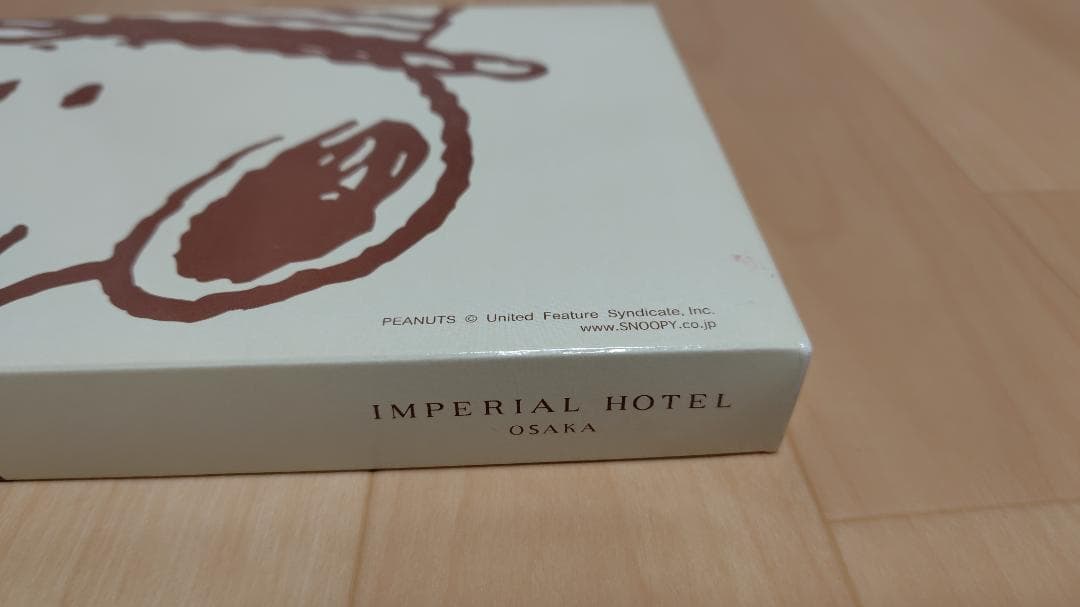 PEANUTS © United Feature Syndicate, Inc.
www.SNOOPY.co.jp
IMPERIAL HOTEL
OSAKA